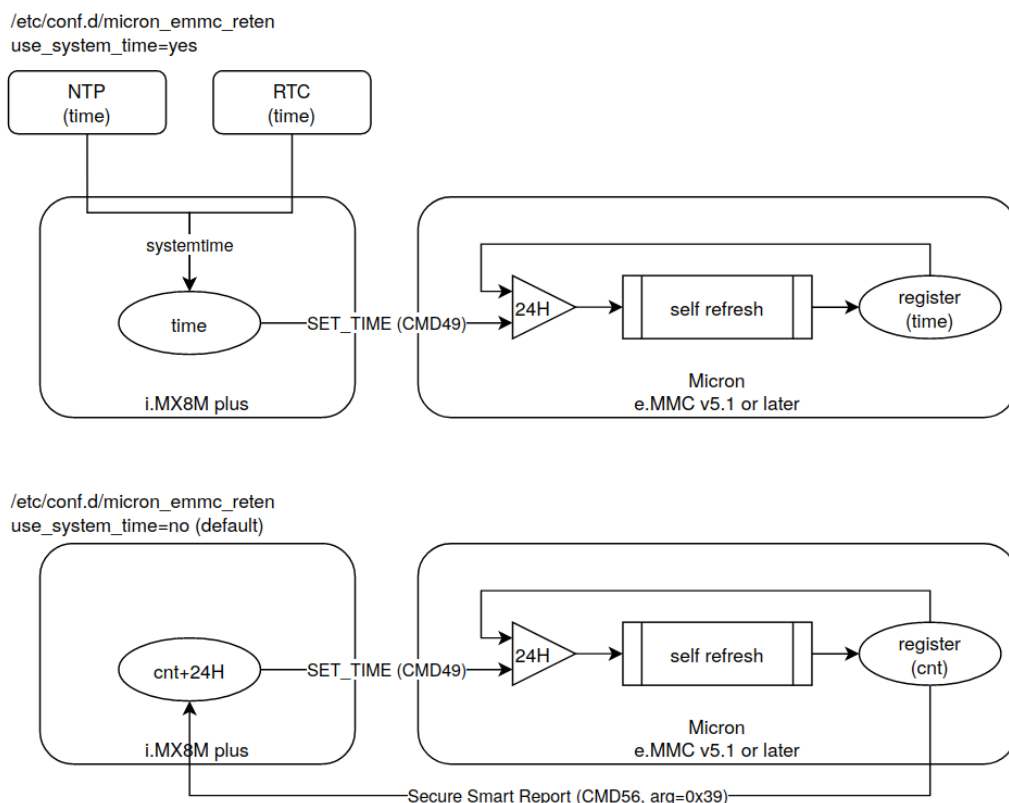 /etc/conf.d/micron_emmc_reten
use_system_time=yes
NTP
(time)
RTC
(time)
systemtime
time
SET_TIME (CMD49)
24H
self refresh
register
(time)
i.MX8M plus
Micron
e.MMC v5.1 or later
/etc/conf.d/micron_emmc_reten
use_system_time=no (default)
cnt+24H
SET_TIME (CMD49)
24H
self refresh
register
(cnt)
i.MX8M plus
Micron
e.MMC v5.1 or later
Secure Smart Report (CMD56, arg=0x39)